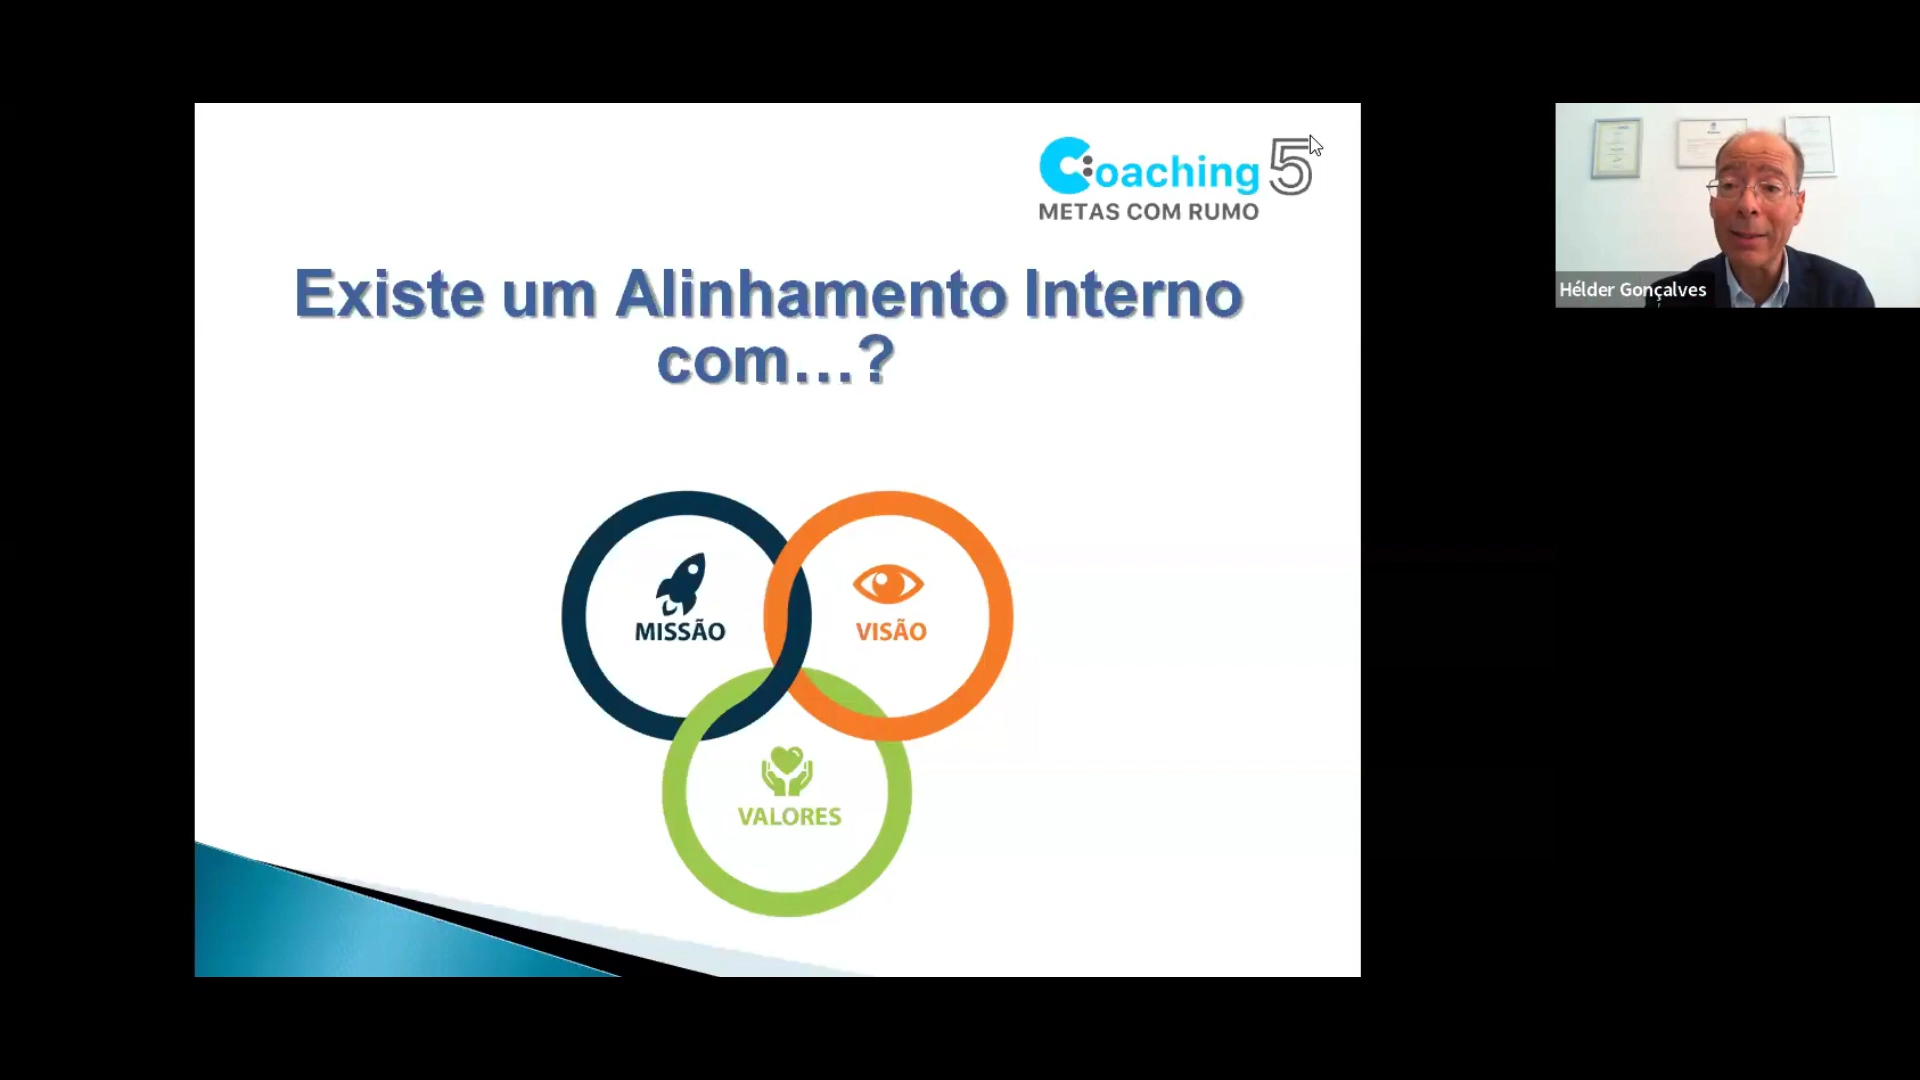 Coaching 5
METAS COM RUMO
Existe um Alinhamento Interno
com...?
MISSÃO
VISÃO
VALORES
Hélder Gonçalves